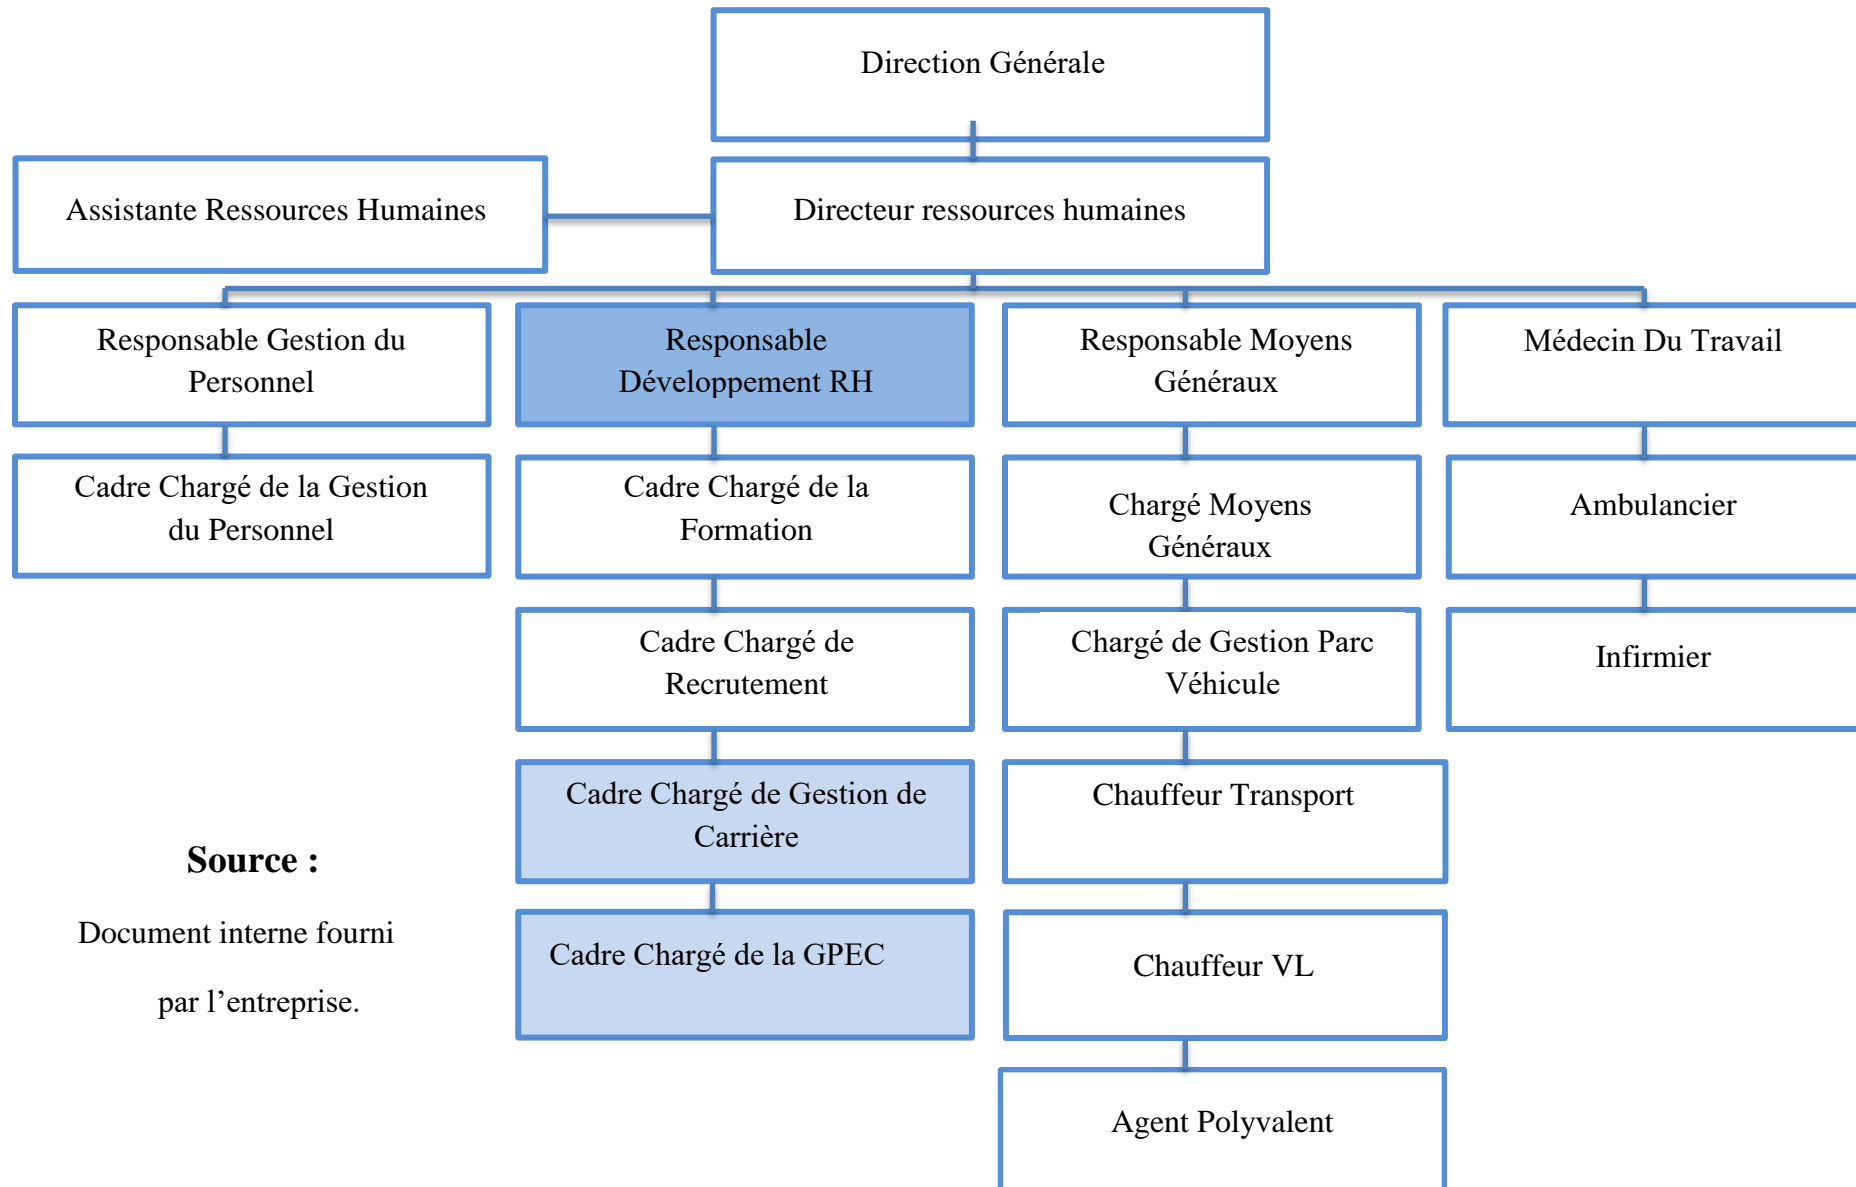 Direction Générale
Assistante Ressources Humaines
Directeur ressources humaines
Responsable Gestion du
Personnel
Responsable
Développement RH
Responsable Moyens
Généraux
Médecin Du Travail
Cadre Chargé de la Gestion
du Personnel
Cadre Chargé de la
Formation
Chargé Moyens
Généraux
Ambulancier
Cadre Chargé de
Recrutement
Chargé de Gestion Parc
Véhicule
Infirmier
Cadre Chargé de Gestion de
Carrière
Chauffeur Transport
Source :
Document interne fourni
par l’entreprise.
Cadre Chargé de la GPEC
Chauffeur VL
Agent Polyvalent